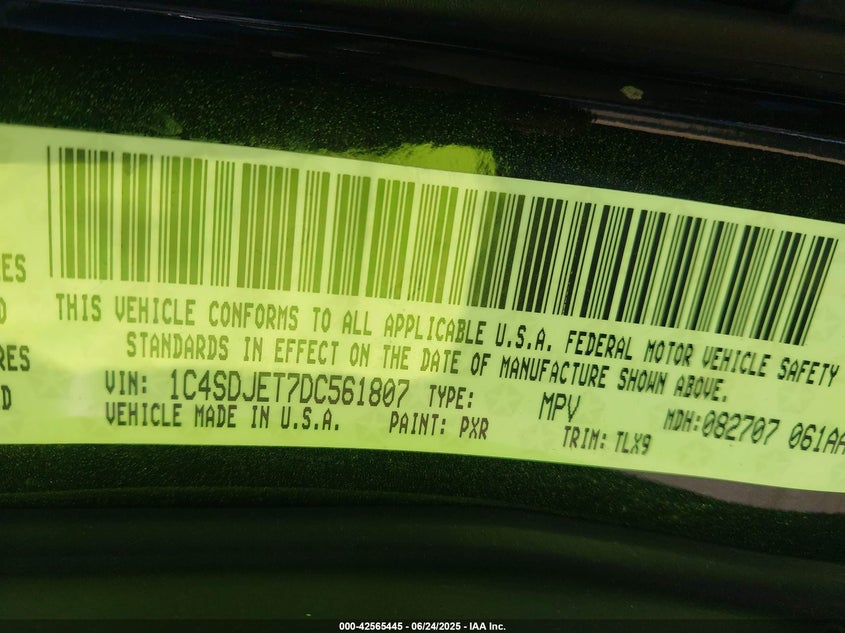 ES
THIS VEHICLE CONFORMS TO ALL APPLICABLE U.S.A. FEDERAL MOTOR VEHICLE SAFETY
STANDARDS IN EFFECT ON THE DATE OF MANUFACTURE SHOWN ABOVE.
RES
D
VIN: 1C4SDJET7DC561807 TYPE: MPV MDH: 082707 061AA
VEHICLE MADE IN U.S.A. PAINT: PXR TRIM: TLX9
000-42565445 - 06/24/2025 - IAA Inc.